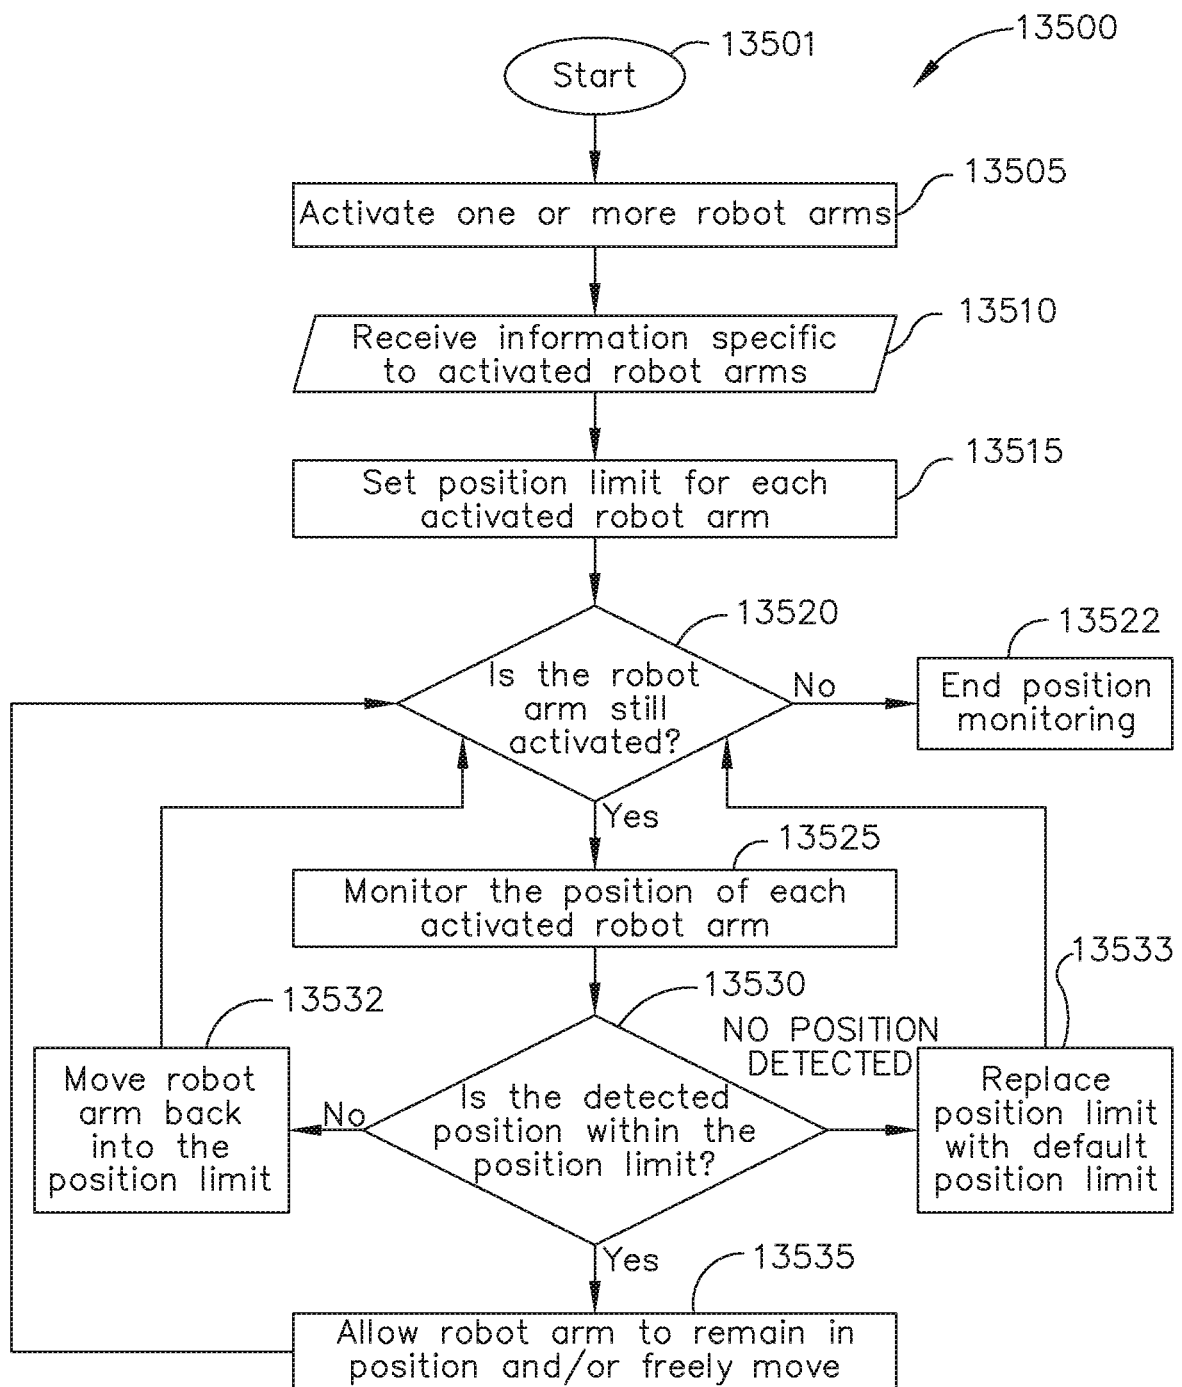 13500
13501
Start
13505
Activate one or more robot arms
13510
Receive information specific
to activated robot arms
13515
Set position limit for each
activated robot arm
13520
Is the robot
arm still
activated?
No
13522
End position
monitoring
Yes
13525
Monitor the position of each
activated robot arm
13530
Is the detected
position within the
position limit?
No
13532
Move robot
arm back
into the
position limit
NO POSITION
DETECTED
13533
Replace
position limit
with default
position limit
Yes
13535
Allow robot arm to remain in
position and/or freely move